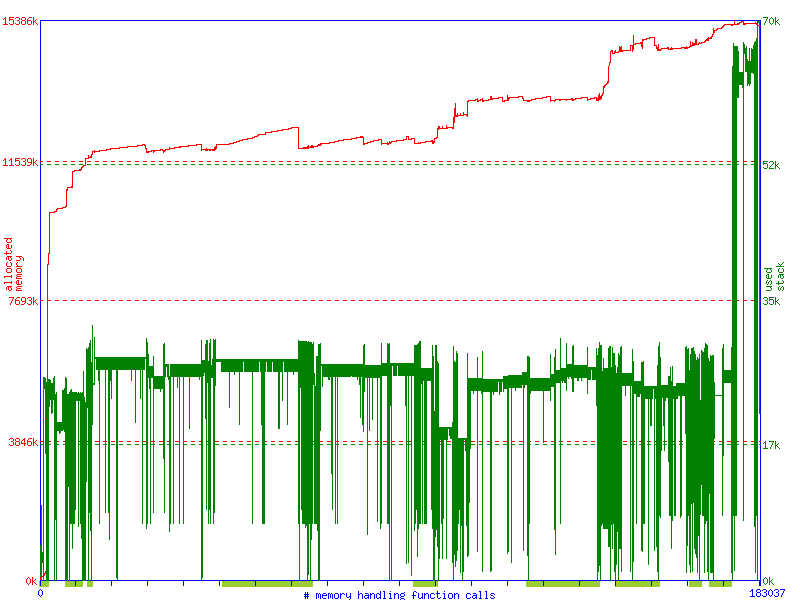 15386k
70k
11539k
52k
allocated
memory
used
stack
7693k
35k
3846k
17k
0k
0k
0
# memory handling function calls
183037